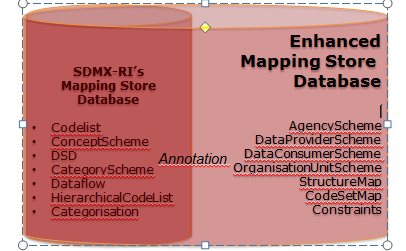 SDMX-RI's
Mapping Store
Database
• Codelist
• ConceptScheme
• DSD
• CategoryScheme
• Dataflow
• HierarchicalCodeList
• Categorisation
Annotation
Enhanced
Mapping Store
Database
AgencyScheme
DataProviderScheme
DataConsumerScheme
OrganisationUnitScheme
StructureMap
CodeSetMap
Constraints